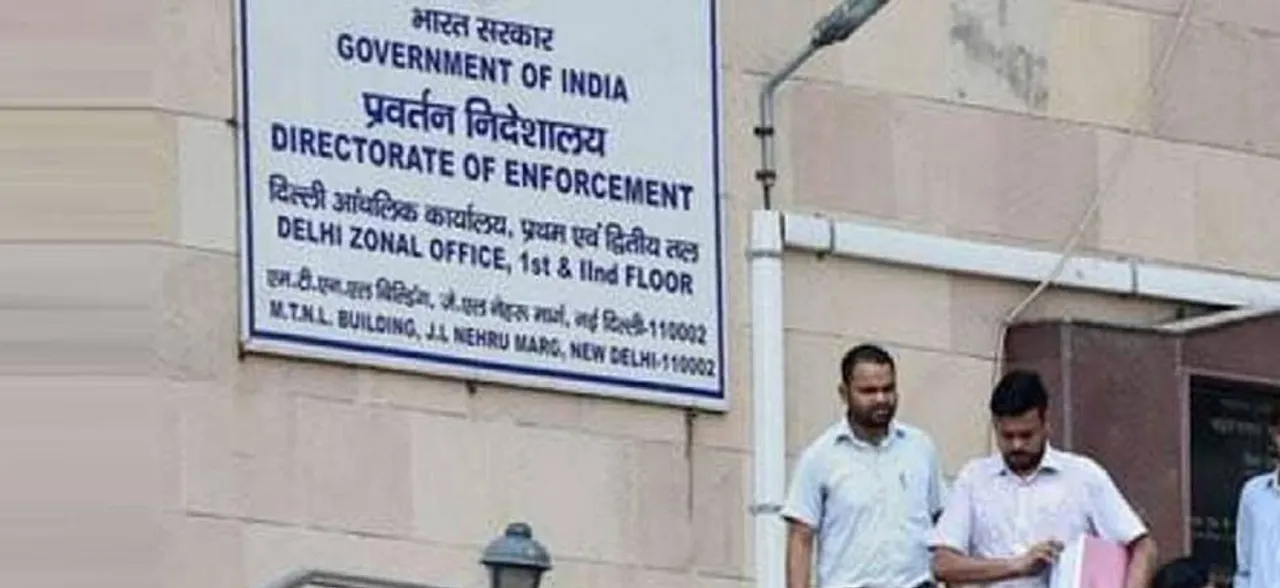 भारत सरकार
GOVERNMENT OF INDIA
प्रवर्तन निदेशालय
DIRECTORATE OF ENFORCEMENT
दिल्ली आंचलिक कार्यालय, प्रथम एवं द्वितीय तल
DELHI ZONAL OFFICE, 1st & IInd FLOOR
एम.टी.एन.एल बिल्डिंग, जे.एल नेहरू मार्ग, नई दिल्ली-110002
M.T.N.L. BUILDING, J.L NEHRU MARG, NEW DELHI-110002